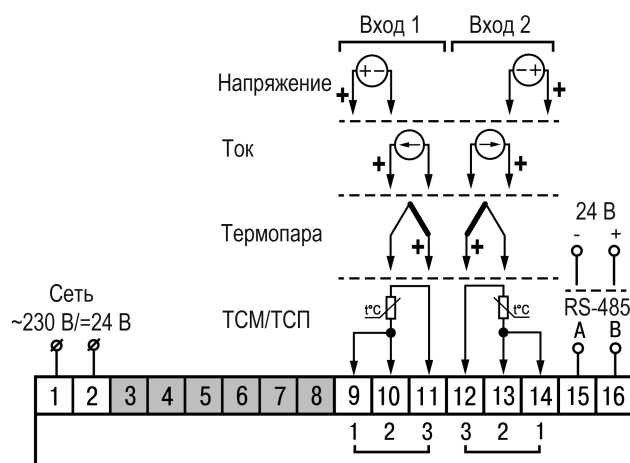 Вход 1 Вход 2
Напряжение + + − − + +
Ток + +
Термопара + +
24 В
- +
ТСМ/ТСП t°C t°C
RS-485
A B
Сеть
~230 В/=24 В
1 2 3 4 5 6 7 8 9 10 11 12 13 14 15 16
1 2 3 3 2 1